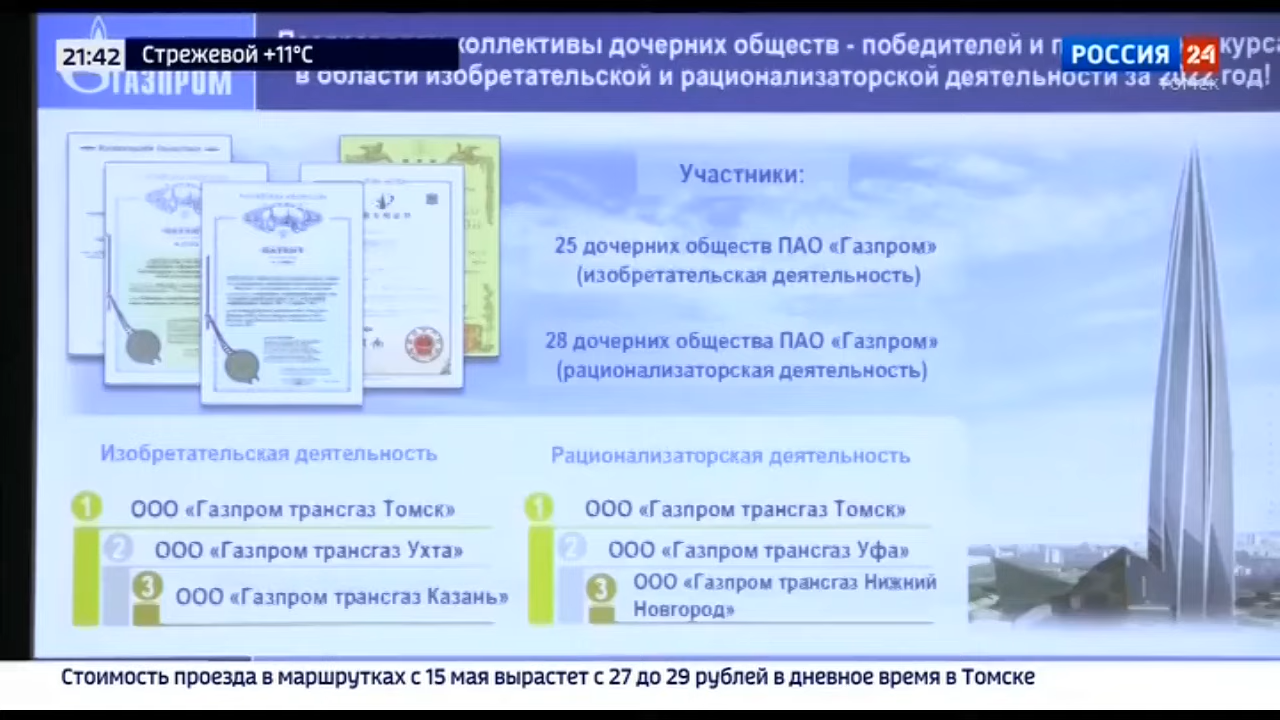 21:42 Стрежевой +11°С
коллективы дочерних обществ - победителей и
в области изобретательской и рационализаторской деятельности за 2022 год!
ГАЗПРОМ
РОССИЯ 24
ТОМСК
Участники:
25 дочерних обществ ПАО «Газпром»
(изобретательская деятельность)
28 дочерних общества ПАО «Газпром»
(рационализаторская деятельность)
Изобретательская деятельность
1 ООО «Газпром трансгаз Томск»
2 ООО «Газпром трансгаз Ухта»
3 ООО «Газпром трансгаз Казань»
Рационализаторская деятельность
1 ООО «Газпром трансгаз Томск»
2 ООО «Газпром трансгаз Уфа»
3 ООО «Газпром трансгаз Нижний
Новгород»
Стоимость проезда в маршрутках с 15 мая вырастет с 27 до 29 рублей в дневное время в Томске